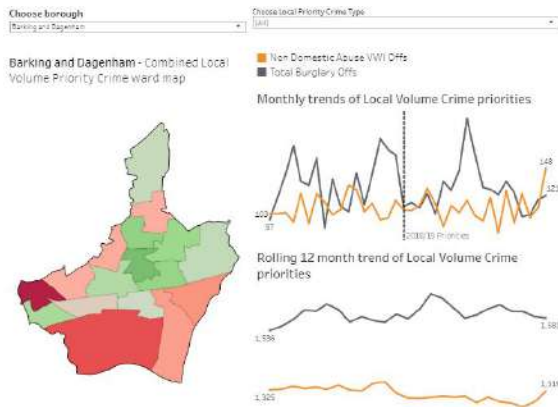 Choose borough
Barking and Dagenham
Choose Local Priority Crime Type
(All)
Barking and Dagenham - Combined Local
Volume Priority Crime ward map
Non Domestic Abuse VWI Offs
Total Burglary Offs
Monthly trends of Local Volume Crime priorities
148
103
97
2018/19 Priorities
Rolling 12 month trend of Local Volume Crime
priorities
1,536
1,325